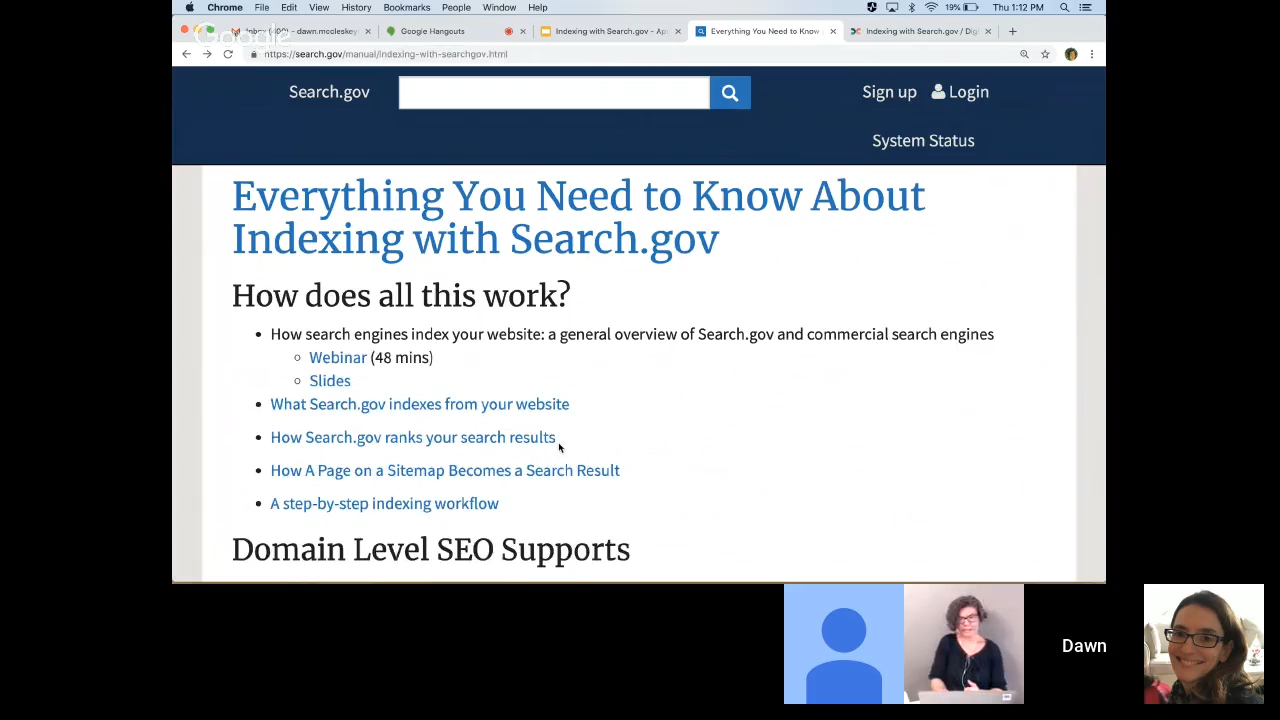 Chrome File Edit View History Bookmarks People Window Help 19% Thu 1:12 PM
Google
Google Hangouts
Indexing with Search.gov - Ap
Everything You Need to Know
Indexing with Search.gov / Dig
https://search.gov/manual/indexing-with-searchgov.html
Search.gov
Sign up Login
System Status
Everything You Need to Know About
Indexing with Search.gov
How does all this work?
• How search engines index your website: a general overview of Search.gov and commercial search engines
○ Webinar (48 mins)
○ Slides
• What Search.gov indexes from your website
• How Search.gov ranks your search results
• How A Page on a Sitemap Becomes a Search Result
• A step-by-step indexing workflow
Domain Level SEO Supports
Dawn